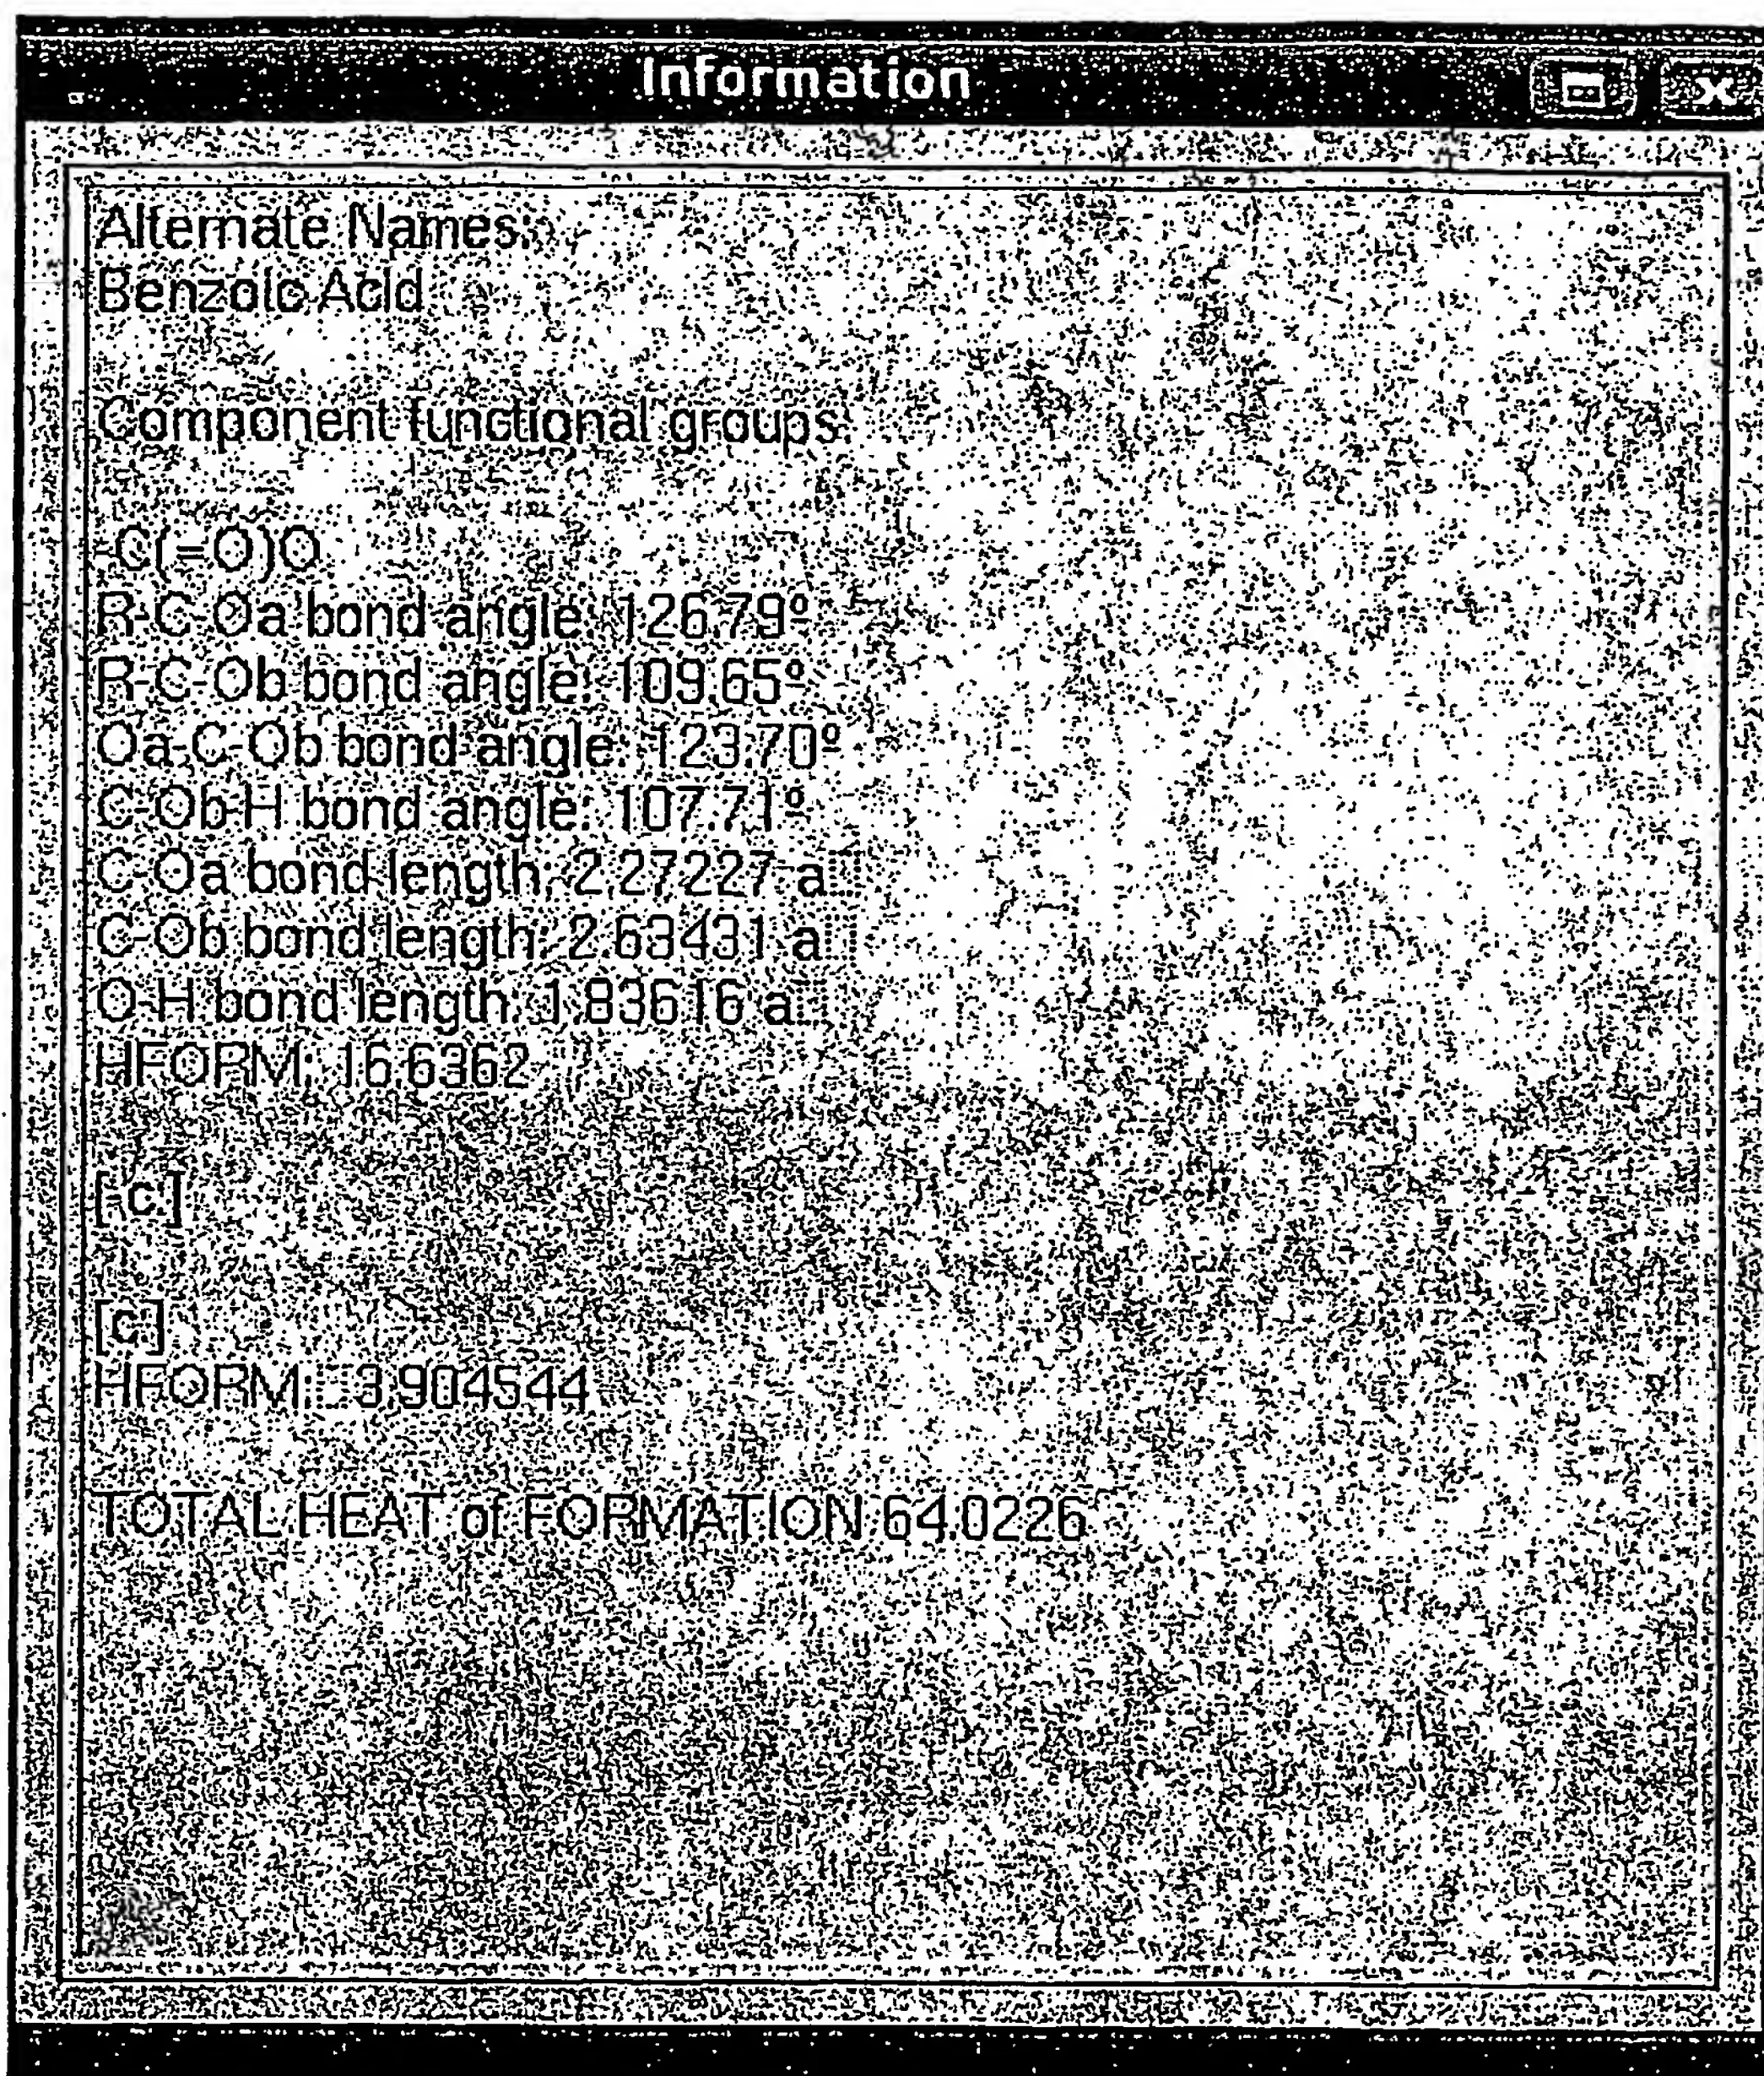 Information
Alternate Names:
Benzoic Acid
Component functional groups:
-C(=O)O
R-C-Oa bond angle: 126.79º
R-C-Ob bond angle: 109.65º
Oa-C-Ob bond angle: 123.70º
C-Ob-H bond angle: 107.71º
C-Oa bond length: 2.27227 a
C-Ob bond length: 2.63431 a
O-H bond length: 1.83616 a
HFORM: 16.6362
[-c:]
[c:]
HFORM: 3.904544
TOTAL HEAT of FORMATION 64.0226